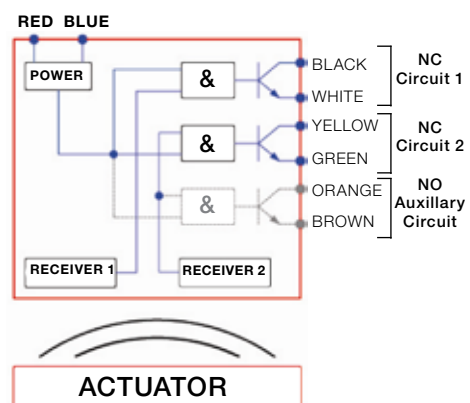 RED BLUE
POWER
&
BLACK
WHITE
NC
Circuit 1
&
YELLOW
GREEN
NC
Circuit 2
&
ORANGE
BROWN
NO
Auxillary
Circuit
RECEIVER 1
RECEIVER 2
ACTUATOR